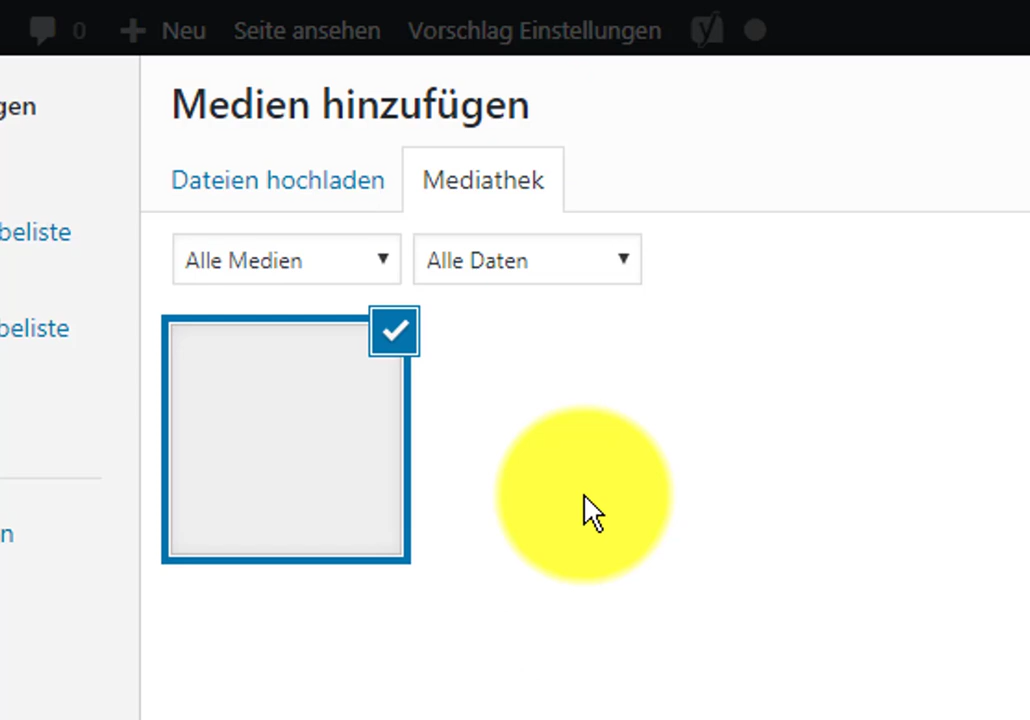 0 Neu Seite ansehen Vorschlag Einstellungen
gen
Medien hinzufügen
Dateien hochladen Mediathek
beliste
Alle Medien Alle Daten
beliste
n